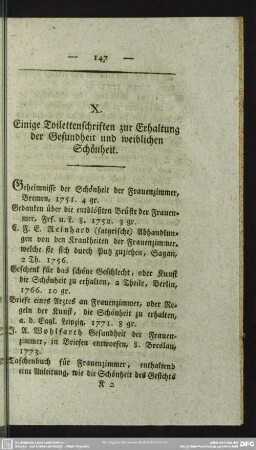 — 147 —
X.
Einige Toilettenschriften zur Erhaltung
der Gesundheit und weiblichen
Schönheit.
Geheimnisse der Schönheit der Frauenzimmer,
Bremen, 1751. 4 gr.
Gedanken über die entblößten Brüste der Frauen-
zimmer, Frf. u. L. 8. 1752. 3 gr.
C. F. E. Reinhard (satyrische) Abhandlun-
gen von den Krankheiten der Frauenzimmer,
welche sie sich durch Putz zuziehen, Sagan,
2 Th. 1756.
Geschenk für das schöne Geschlecht, oder Kunst
die Schönheit zu erhalten, 2 Theile, Berlin,
1766. 10 gr.
Briefe eines Arztes an Frauenzimmer, oder Re-
geln der Kunst, die Schönheit zu erhalten,
a. d. Engl. Leipzig, 1771. 8 gr.
J. A. Wohlfarth Gesundheit der Frauen-
zimmer, in Briefen entworfen, 8. Breslau,
1773.
Taschenbuch für Frauenzimmer, enthaltend
eine Anleitung, wie die Schönheit des Gesichts
K 2